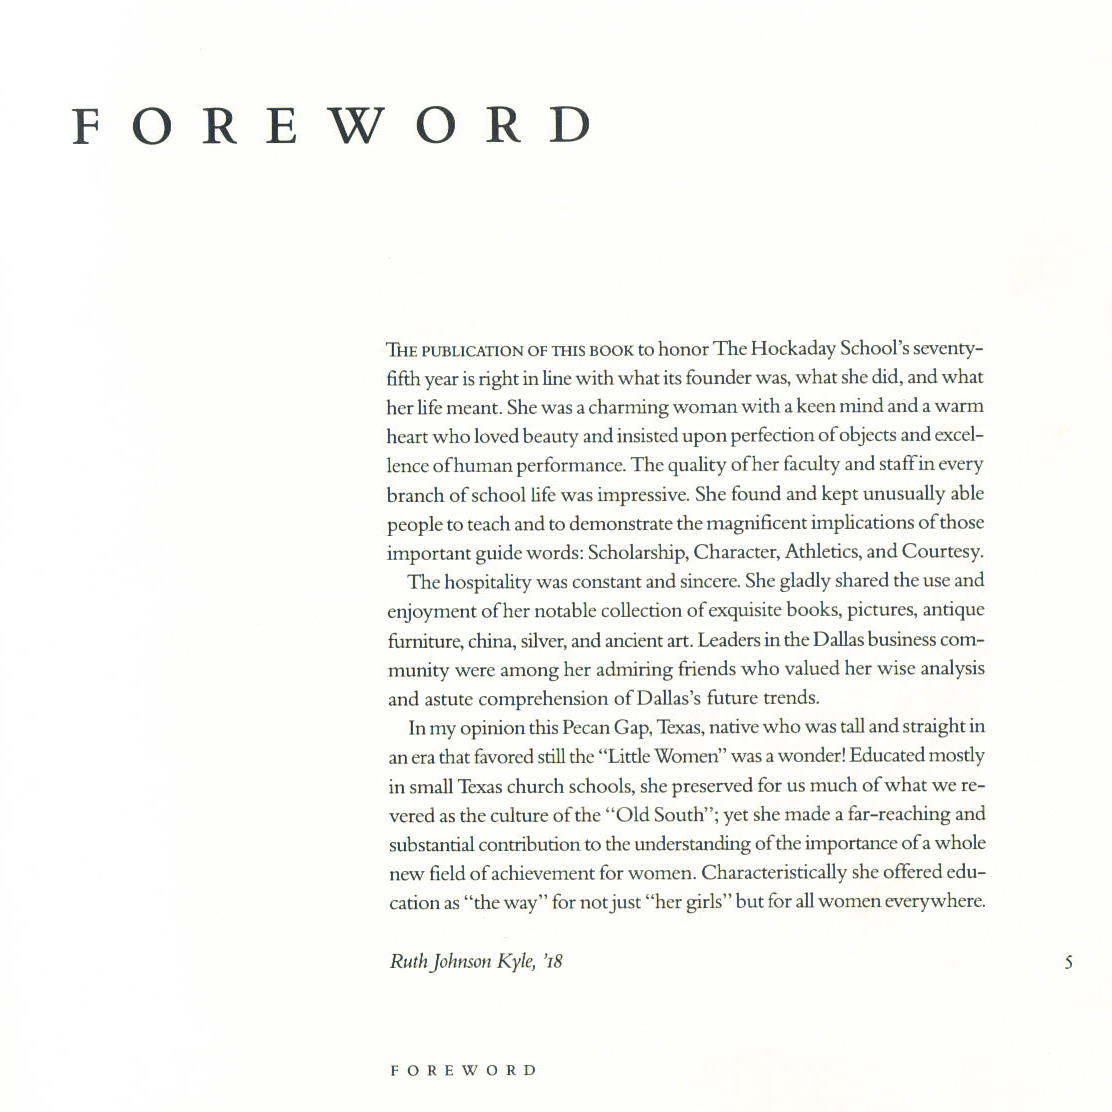 FOREWORD
THE PUBLICATION OF THIS BOOK to honor The Hockaday School's seventy-
fifth year is right in line with what its founder was, what she did, and what
her life meant. She was a charming woman with a keen mind and a warm
heart who loved beauty and insisted upon perfection of objects and excel-
lence of human performance. The quality of her faculty and staff in every
branch of school life was impressive. She found and kept unusually able
people to teach and to demonstrate the magnificent implications of those
important guide words: Scholarship, Character, Athletics, and Courtesy.
The hospitality was constant and sincere. She gladly shared the use and
enjoyment of her notable collection of exquisite books, pictures, antique
furniture, china, silver, and ancient art. Leaders in the Dallas business com-
munity were among her admiring friends who valued her wise analysis
and astute comprehension of Dallas's future trends.
In my opinion this Pecan Gap, Texas, native who was tall and straight in
an era that favored still the "Little Women" was a wonder! Educated mostly
in small Texas church schools, she preserved for us much of what we re-
vered as the culture of the "Old South"; yet she made a far-reaching and
substantial contribution to the understanding of the importance of a whole
new field of achievement for women. Characteristically she offered edu-
cation as "the way" for not just "her girls" but for all women everywhere.
Ruth Johnson Kyle, '18
5
FOREWORD